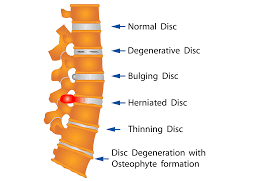 Normal Disc
Degenerative Disc
Bulging Disc
Herniated Disc
Thinning Disc
Disc Degeneration with
Osteophyte formation